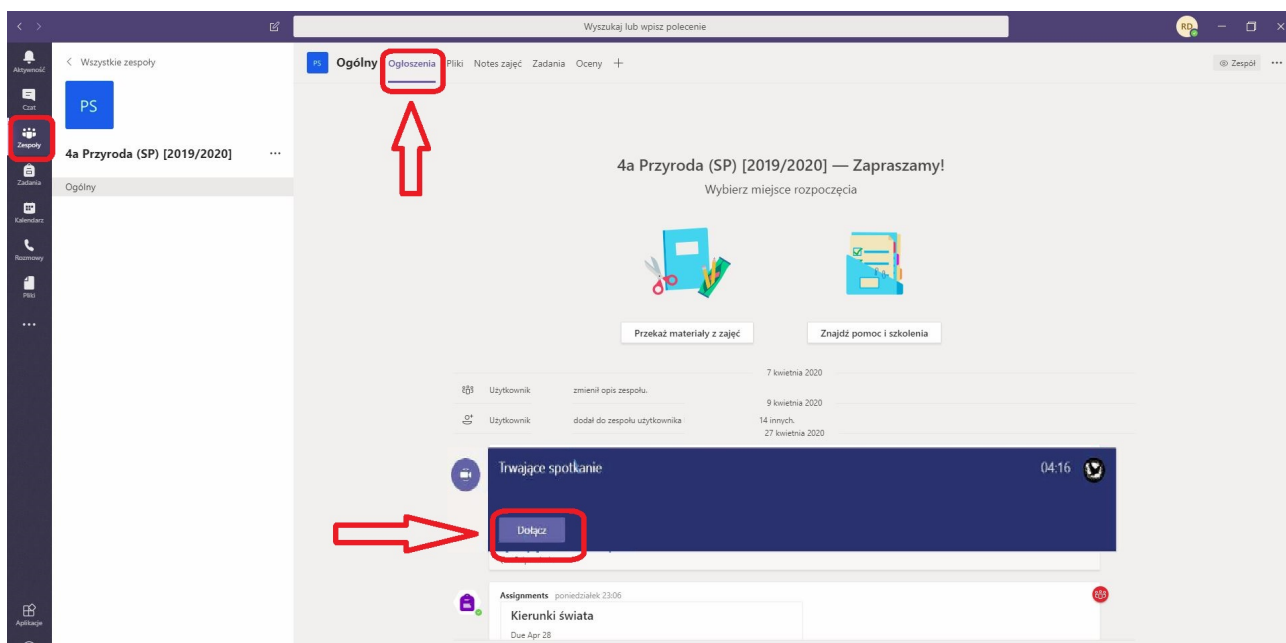 Wyszukaj lub wpisz polecenie
RD
Aktywność
Czat
Zespoły
Zadania
Kalendarz
Rozmowy
Pliki
Aplikacje
Wszystkie zespoły
PS
4a Przyroda (SP) [2019/2020]
Ogólny
PS Ogólny Ogłoszenia Pliki Notes zajęć Zadania Oceny +
Zespół
4a Przyroda (SP) [2019/2020] — Zapraszamy!
Wybierz miejsce rozpoczęcia
Przekaż materiały z zajęć
Znajdź pomoc i szkolenia
7 kwietnia 2020
Użytkownik zmienił opis zespołu.
9 kwietnia 2020
Użytkownik dodał do zespołu użytkownika 14 innych.
27 kwietnia 2020
Trwające spotkanie 04:16
Dołącz
Assignments poniedziałek 23:06
Kierunki świata
Due Apr 28